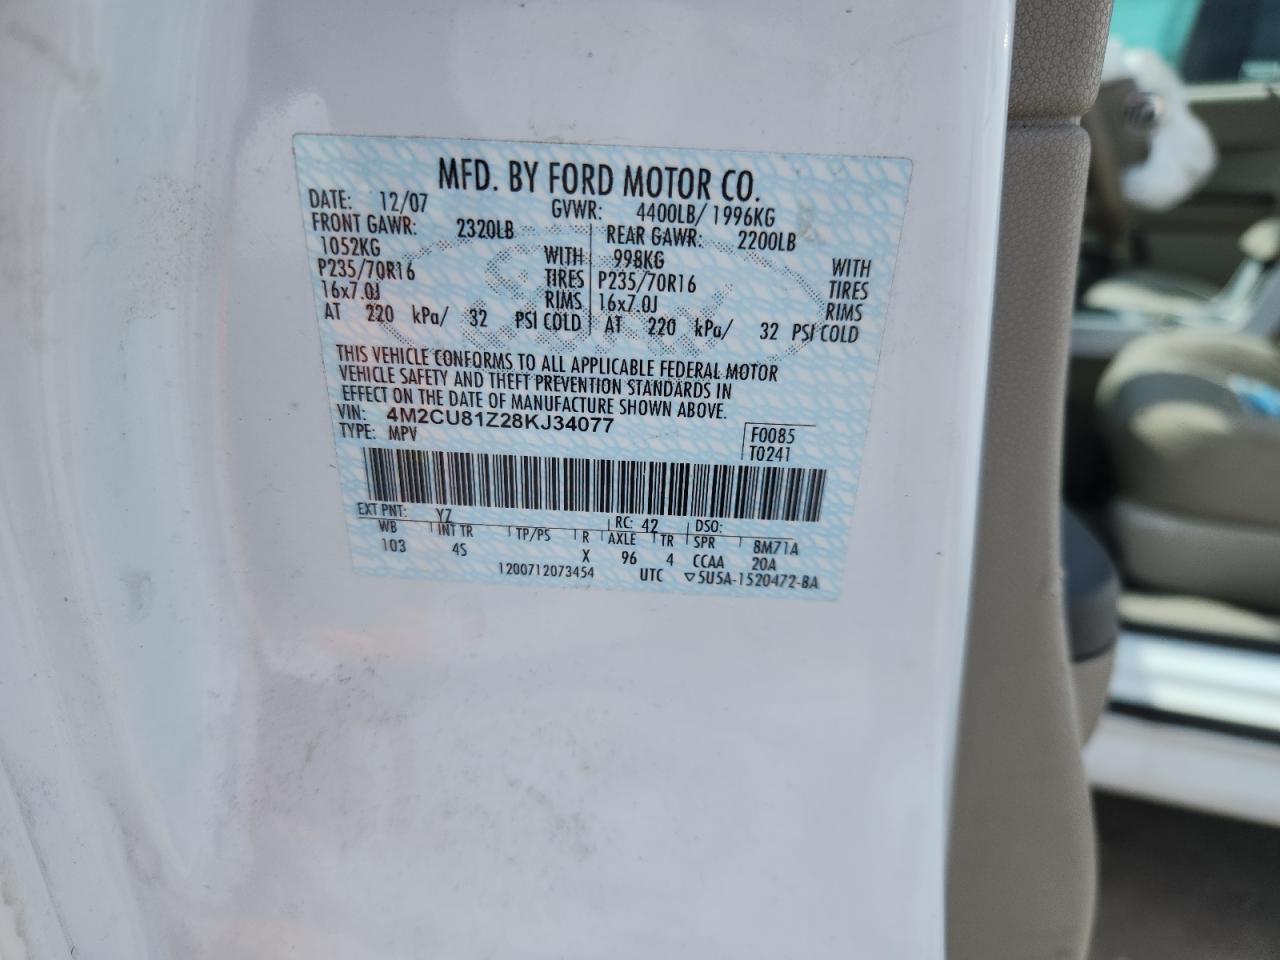 MFD. BY FORD MOTOR CO.
DATE: 12/07 GVWR: 4400LB/ 1996KG
FRONT GAWR: 2320LB REAR GAWR: 2200LB
1052KG WITH 998KG WITH
P235/70R16 TIRES P235/70R16 TIRES
16x7.0J RIMS 16x7.0J RIMS
AT 220 kPa/ 32 PSI COLD AT 220 kPa/ 32 PSI COLD
THIS VEHICLE CONFORMS TO ALL APPLICABLE FEDERAL MOTOR
VEHICLE SAFETY AND THEFT PREVENTION STANDARDS IN
EFFECT ON THE DATE OF MANUFACTURE SHOWN ABOVE.
VIN: 4M2CU81Z28KJ34077
TYPE: MPV
F0085
T0241
EXT PNT: YZ RC: 42 DSO:
WB INT TR TP/PS R AXLE TR SPR 8M71A
103 4S X 96 4 CCAA 20A
1200712073454 UTC ▽5U5A-1520472-BA